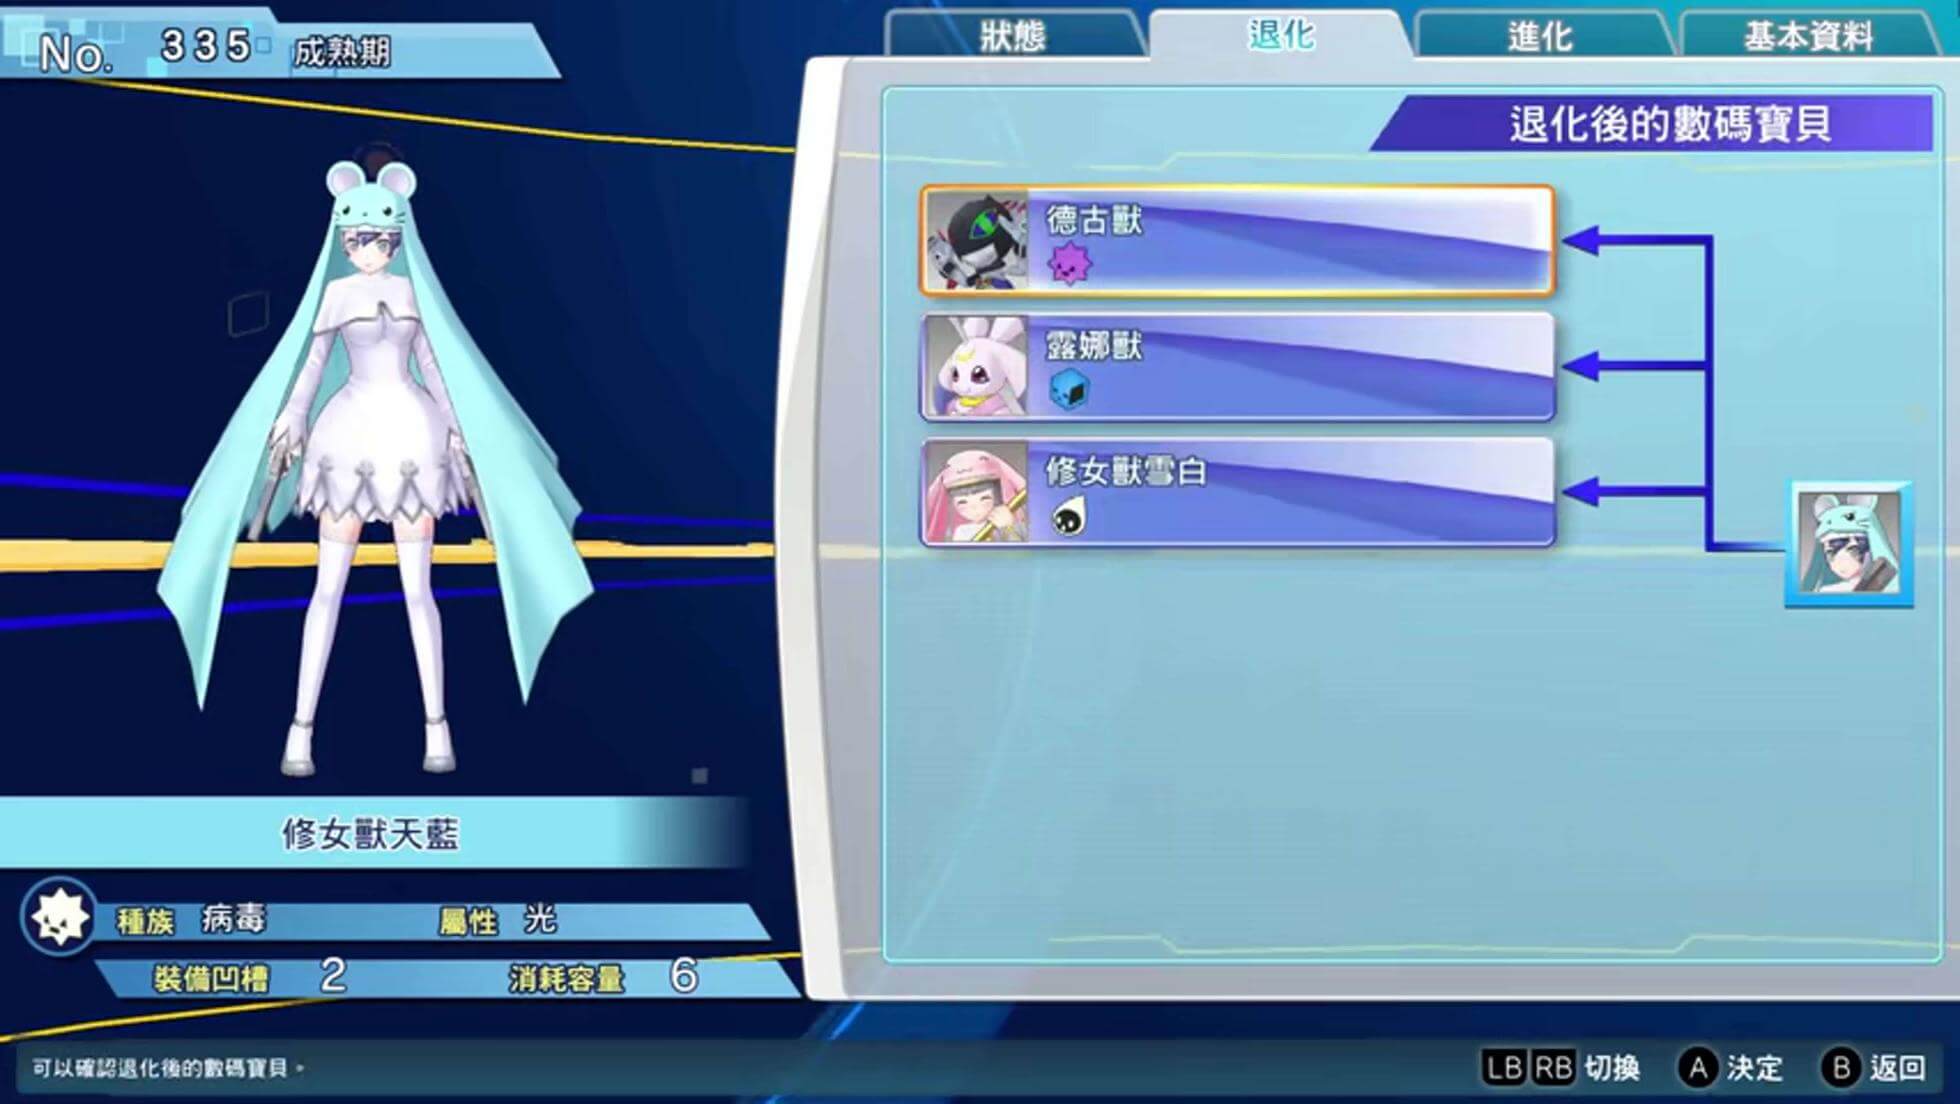 No. 335 成熟期
狀態 退化 進化 基本資料
退化後的數碼寶貝
德古獸
露娜獸
修女獸雪白
修女獸天藍
種族 病毒 屬性 光
裝備凹槽 2 消耗容量 6
可以確認退化後的數碼寶貝。
LB RB 切換 A 決定 B 返回